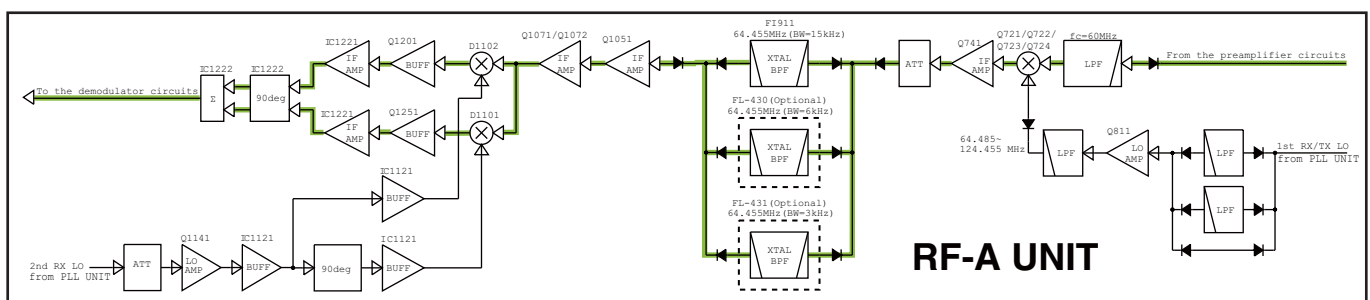 FI911
64.455MHz(BW=15kHz)
Q721/Q722/
Q723/Q724
fc=60MHz
IC1221
Q1201
D1102
Q1071/Q1072
Q1051
Q741
From the preamplifier circuits
IF
AMP
BUFF
IF
AMP
IF
AMP
XTAL
BPF
ATT
IF
AMP
LPF
IC1222
IC1222
To the demodulator circuits
Σ
90deg
FL-430(Optional)
64.455MHz(BW=6kHz)
IC1221
Q1251
D1101
IF
AMP
BUFF
XTAL
BPF
64.485~
124.455 MHz
LPF
Q811
LO
AMP
LPF
1st RX/TX LO
from PLL UNIT
IC1121
BUFF
FL-431(Optional)
64.455MHz(BW=3kHz)
LPF
Q1141
IC1121
IC1121
2nd RX LO
from PLL UNIT
ATT
LO
AMP
BUFF
90deg
BUFF
XTAL
BPF
RF-A UNIT